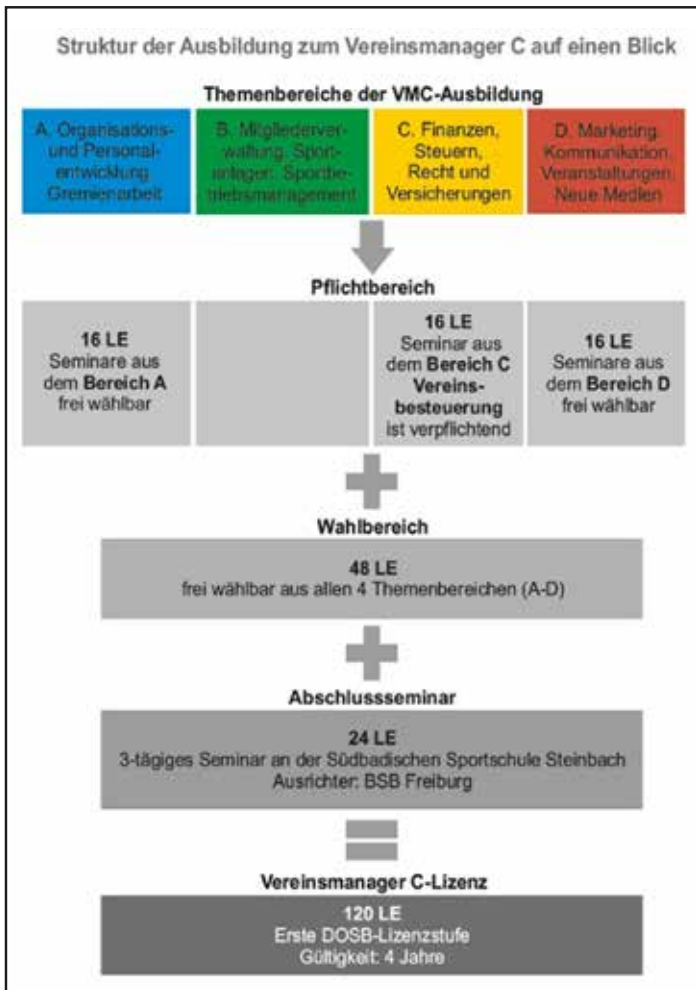 Struktur der Ausbildung zum Vereinsmanager C auf einen Blick
Themenbereiche der VMC-Ausbildung
A. Organisations-
und Personal-
entwicklung
Gremienarbeit
B. Mitgliederver-
waltung, Sport-
anlagen, Sportbe-
triebsmanagement
C. Finanzen,
Steuern,
Recht und
Versicherungen
D. Marketing,
Kommunikation,
Veranstaltungen,
Neue Medien
Pflichtbereich
16 LE
Seminare aus
dem Bereich A
frei wählbar
16 LE
Seminar aus
dem Bereich C
Vereins-
besteuerung
ist verpflichtend
16 LE
Seminare aus
dem Bereich D
frei wählbar
Wahlbereich
48 LE
frei wählbar aus allen 4 Themenbereichen (A-D)
Abschlussseminar
24 LE
3-tägiges Seminar an der Südbadischen Sportschule Steinbach
Ausrichter: BSB Freiburg
Vereinsmanager C-Lizenz
120 LE
Erste DOSB-Lizenzstufe
Gültigkeit: 4 Jahre